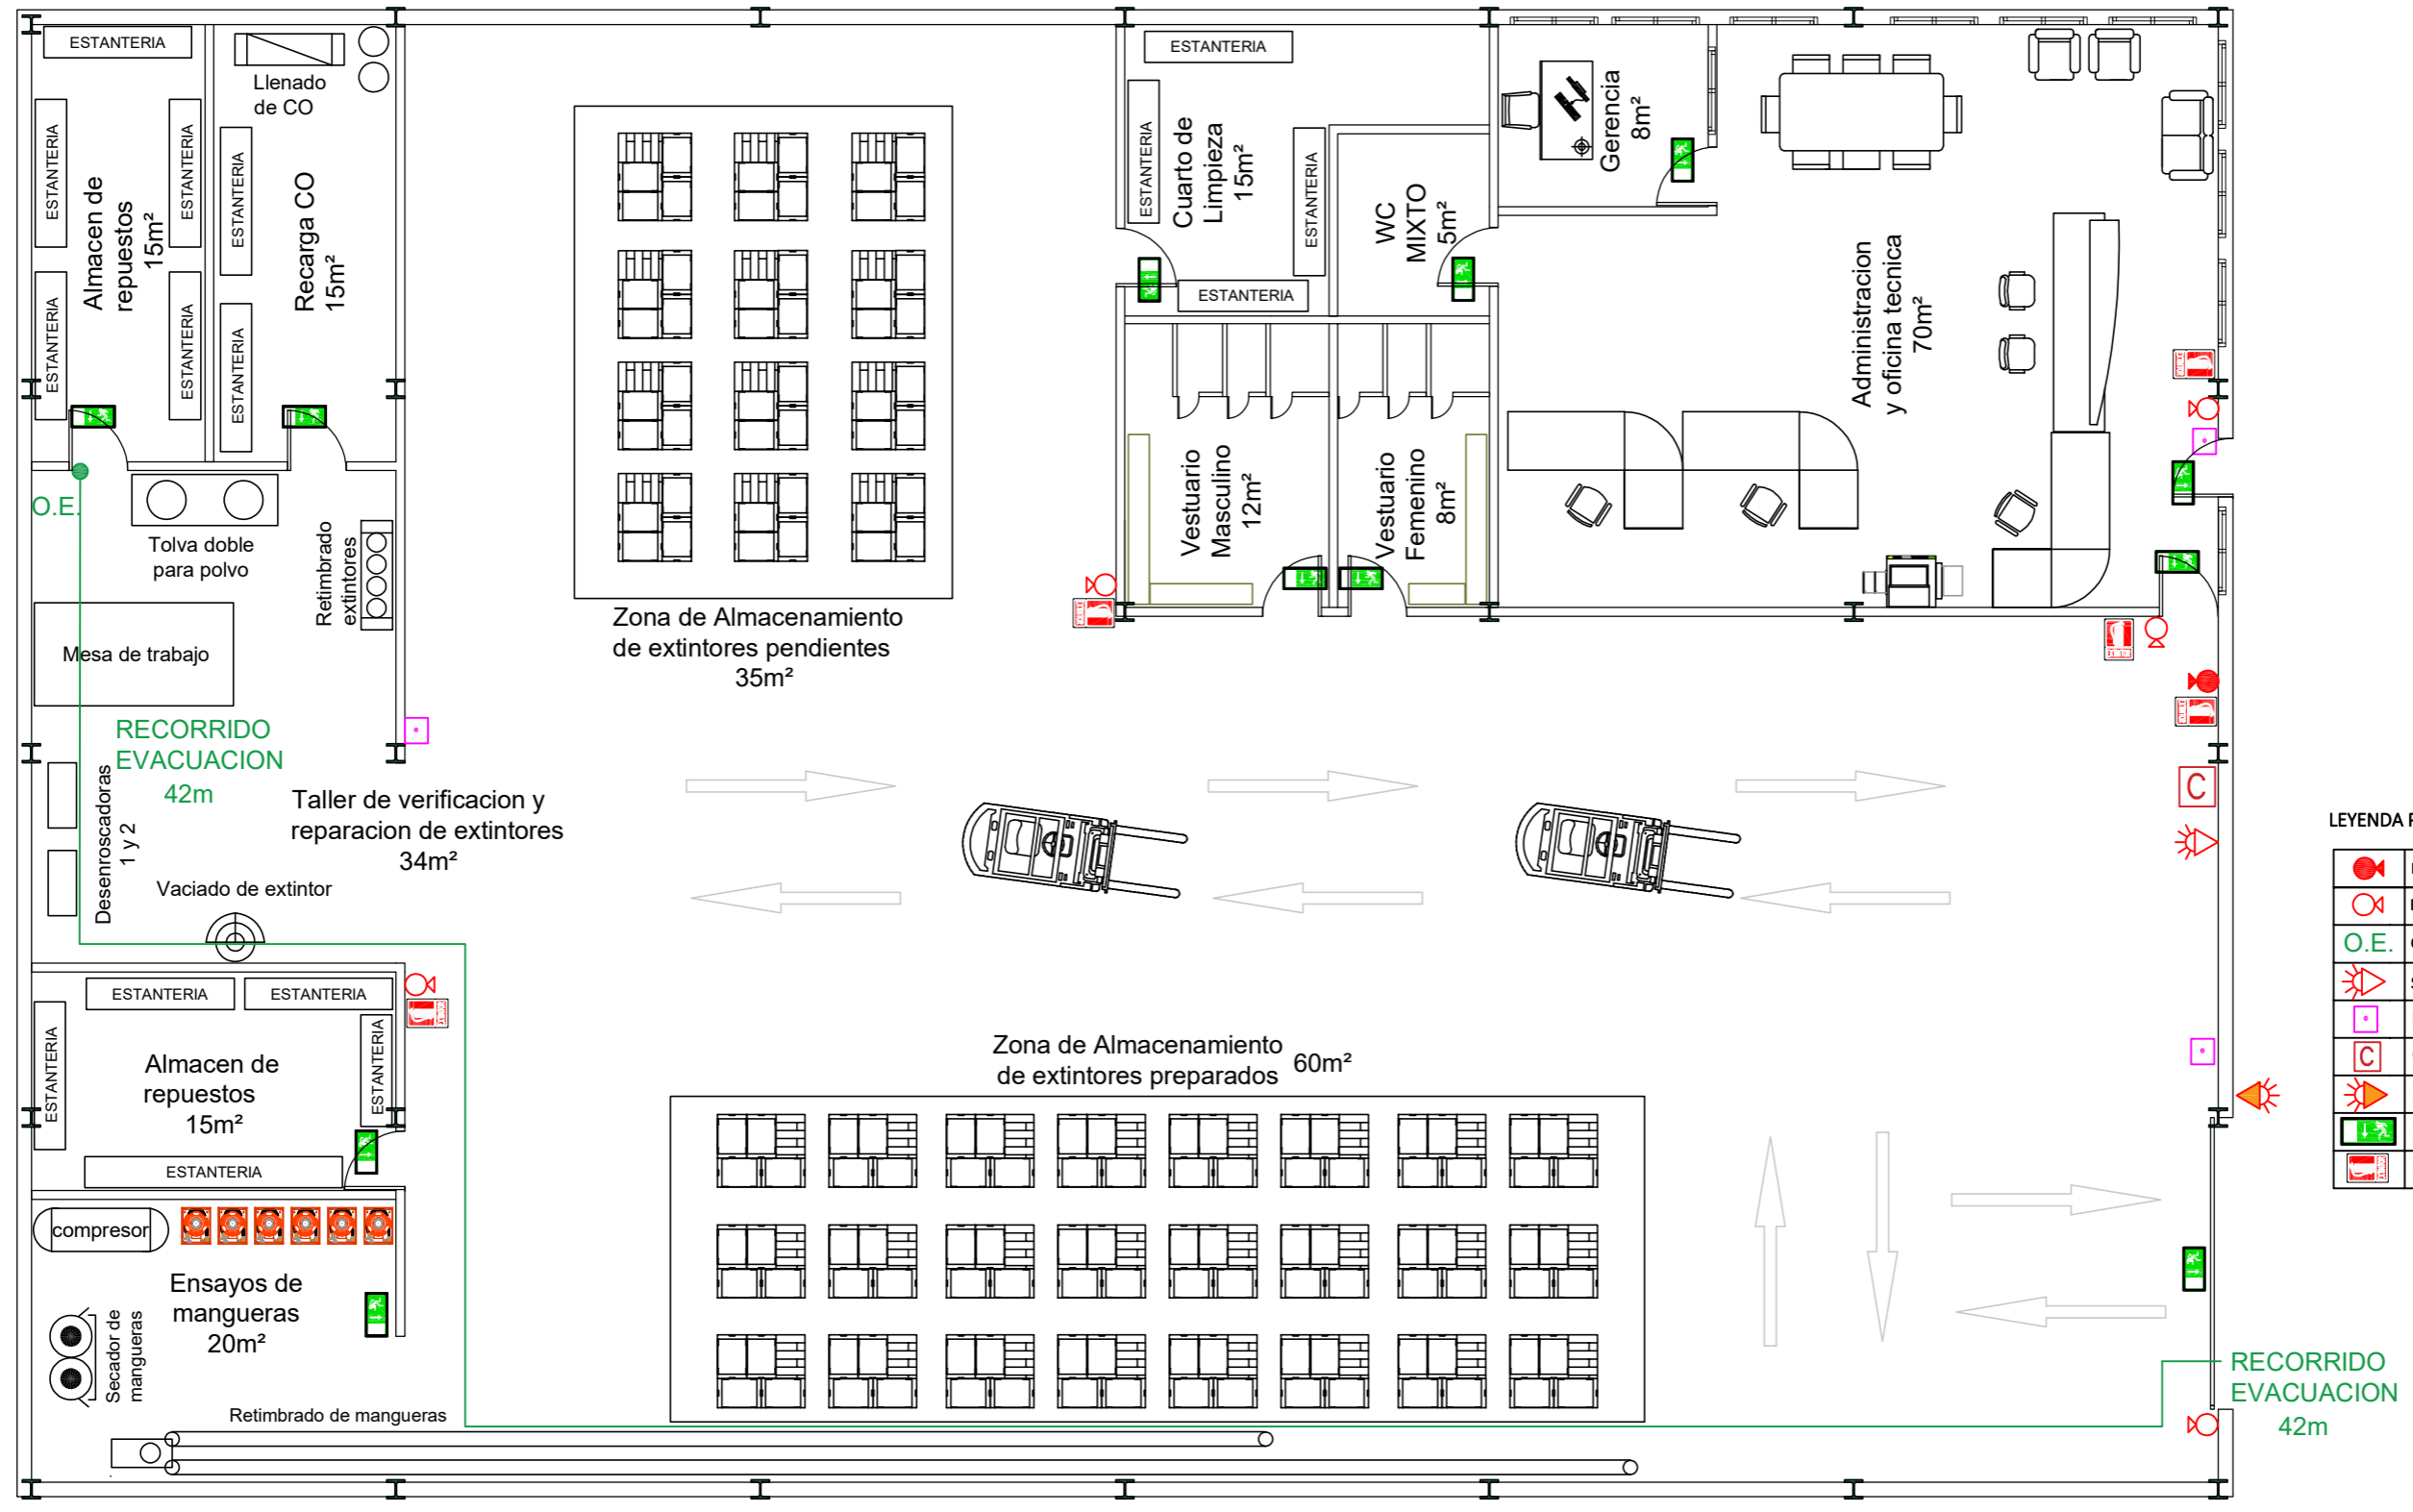 ESTANTERIA
ESTANTERIA
ESTANTERIA
ESTANTERIA
ESTANTERIA
Almacen de
repuestos
15m²
Llenado
de CO
ESTANTERIA
ESTANTERIA
Recarga CO
15m²
ESTANTERIA
ESTANTERIA
ESTANTERIA
ESTANTERIA
Cuarto de
Limpieza
15m²
WC
MIXTO
5m²
Gerencia
8m²
Administracion
y oficina tecnica
70m²
Vestuario
Masculino
12m²
Vestuario
Femenino
8m²
O.E.
Tolva doble
para polvo
Retimbrado
extintores
Mesa de trabajo
Zona de Almacenamiento
de extintores pendientes
35m²
RECORRIDO
EVACUACION
42m
Desenroscadoras
1 y 2
Taller de verificacion y
reparacion de extintores
34m²
Vaciado de extintor
C
LEYENDA
O.E.
C
ESTANTERIA
ESTANTERIA
ESTANTERIA
ESTANTERIA
Almacen de
repuestos
15m²
ESTANTERIA
Zona de Almacenamiento
de extintores preparados
60m²
compresor
Ensayos de
mangueras
20m²
Secador de
mangueras
Retimbrado de mangueras
RECORRIDO
EVACUACION
42m